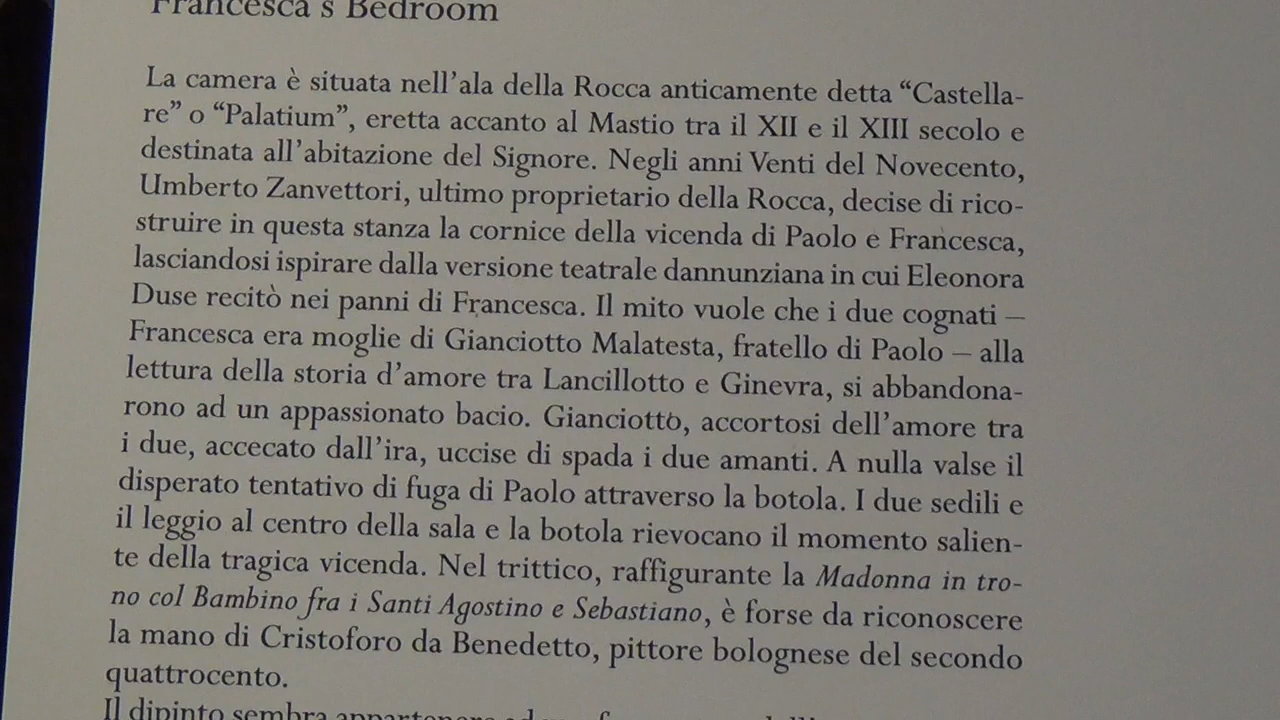 Francesca's Bedroom
La camera è situata nell'ala della Rocca anticamente detta “Castella-
re” o “Palatium”, eretta accanto al Mastio tra il XII e il XIII secolo e
destinata all'abitazione del Signore. Negli anni Venti del Novecento,
Umberto Zanvettori, ultimo proprietario della Rocca, decise di rico-
struire in questa stanza la cornice della vicenda di Paolo e Francesca,
lasciandosi ispirare dalla versione teatrale dannunziana in cui Eleonora
Duse recitò nei panni di Francesca. Il mito vuole che i due cognati –
Francesca era moglie di Gianciotto Malatesta, fratello di Paolo – alla
lettura della storia d'amore tra Lancillotto e Ginevra, si abbandona-
rono ad un appassionato bacio. Gianciotto, accortosi dell'amore tra
i due, accecato dall'ira, uccise di spada i due amanti. A nulla valse il
disperato tentativo di fuga di Paolo attraverso la botola. I due sedili e
il leggio al centro della sala e la botola rievocano il momento salien-
te della tragica vicenda. Nel trittico, raffigurante la Madonna in tro-
no col Bambino fra i Santi Agostino e Sebastiano, è forse da riconoscere
la mano di Cristoforo da Benedetto, pittore bolognese del secondo
quattrocento.
Il dipinto sembra appartenere ad